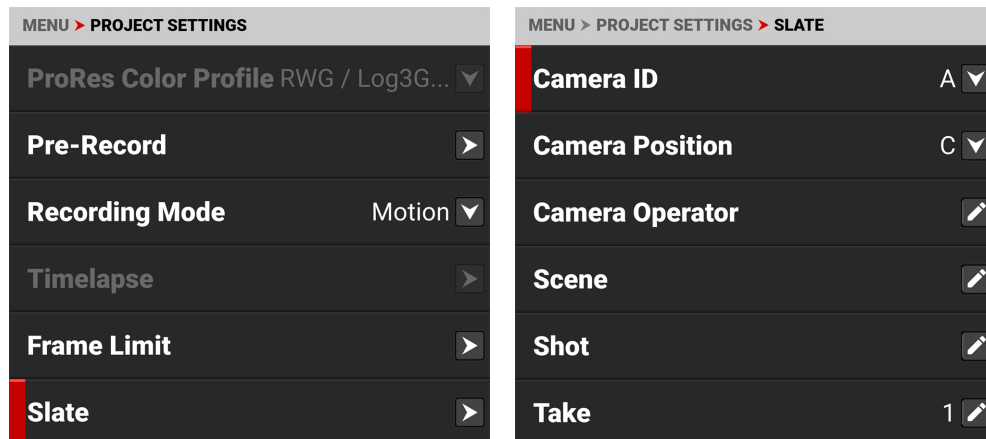 MENU ➤ PROJECT SETTINGS
ProRes Color Profile RWG / Log3G...
Pre-Record
Recording Mode Motion
Timelapse
Frame Limit
Slate
MENU ➤ PROJECT SETTINGS ➤ SLATE
Camera ID A
Camera Position C
Camera Operator
Scene
Shot
Take 1